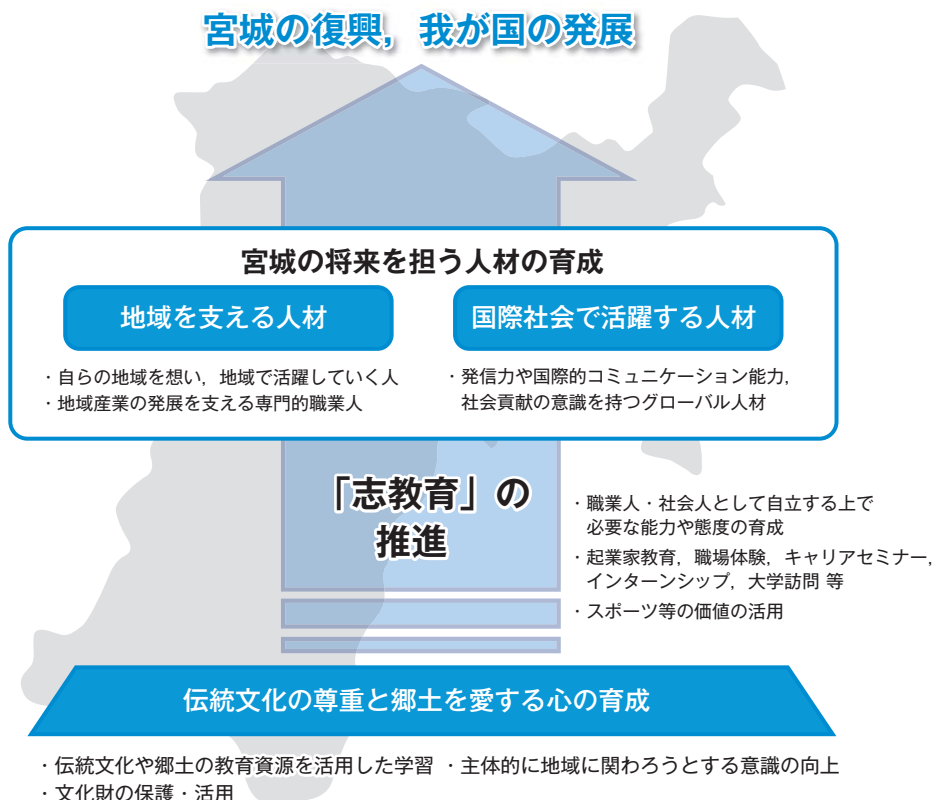 宮城の復興，我が国の発展
宮城の将来を担う人材の育成
地域を支える人材
・自らの地域を想い，地域で活躍していく人
・地域産業の発展を支える専門的職業人
国際社会で活躍する人材
・発信力や国際的コミュニケーション能力，
社会貢献の意識を持つグローバル人材
「志教育」の
推進
・職業人・社会人として自立する上で
必要な能力や態度の育成
・起業家教育，職場体験，キャリアセミナー，
インターンシップ，大学訪問 等
・スポーツ等の価値の活用
伝統文化の尊重と郷土を愛する心の育成
・伝統文化や郷土の教育資源を活用した学習 ・主体的に地域に関わろうとする意識の向上
・文化財の保護・活用